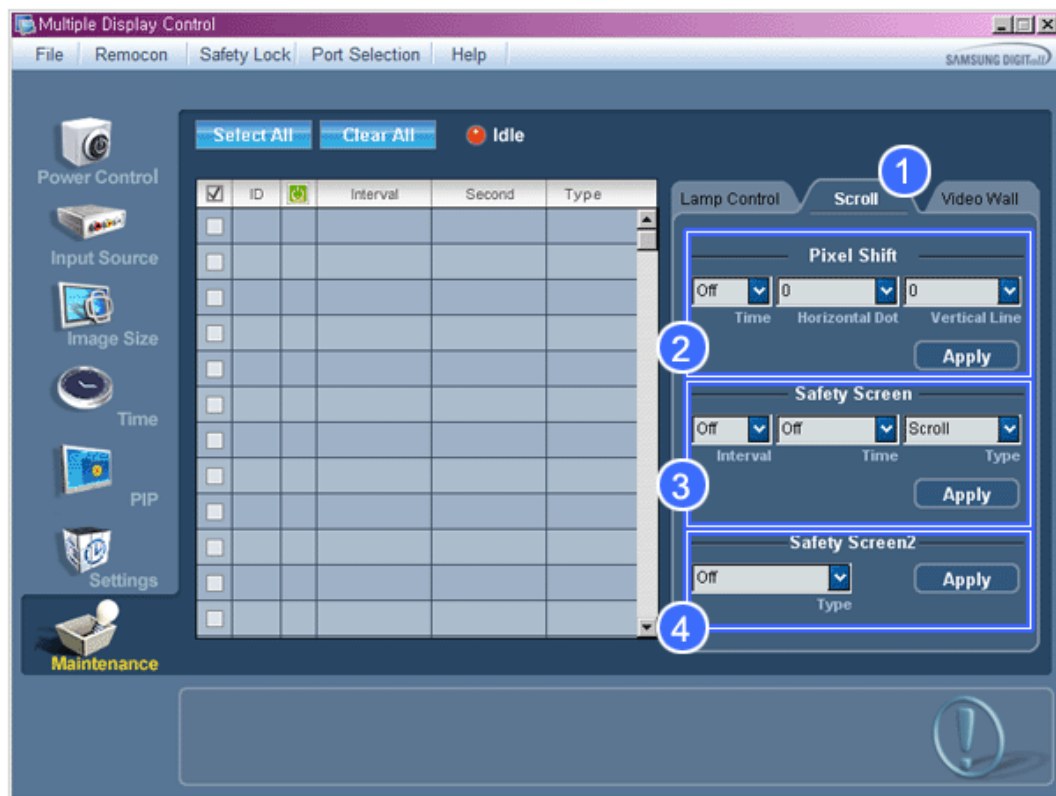 Multiple Display Control
File Remocon Safety Lock Port Selection Help
SAMSUNG DIGITall
Select All Clear All Idle
Power Control
Input Source
Image Size
Time
PIP
Settings
Maintenance
ID Interval Second Type
1
Lamp Control Scroll Video Wall
Pixel Shift
Off 0 0
Time Horizontal Dot Vertical Line
2
Apply
Safety Screen
Off Off Scroll
Interval Time Type
3
Apply
Safety Screen2
Off Apply
Type
4